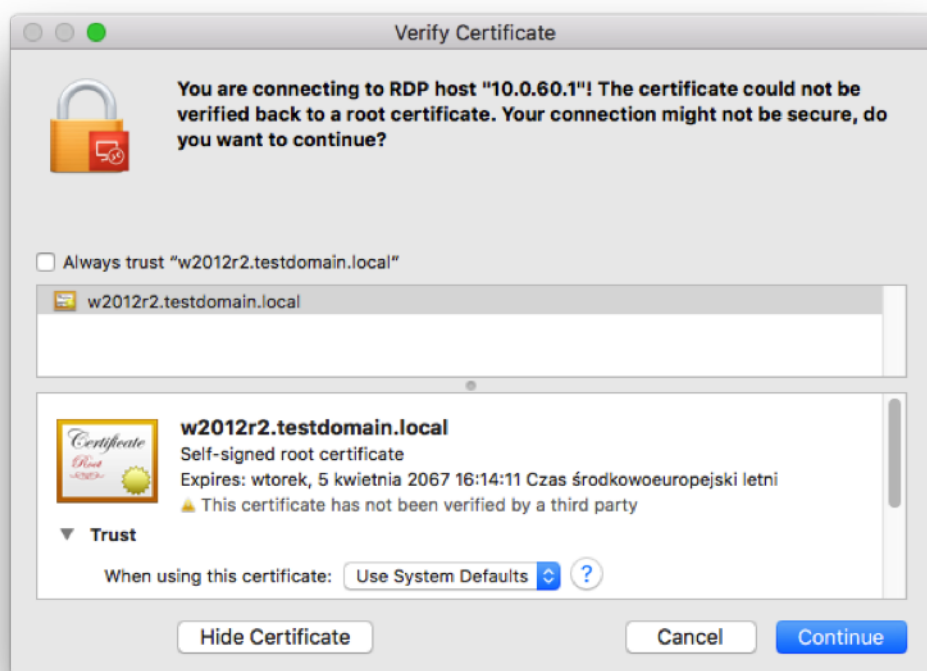 Verify Certificate
You are connecting to RDP host "10.0.60.1"! The certificate could not be
verified back to a root certificate. Your connection might not be secure, do
you want to continue?
Always trust “w2012r2.testdomain.local”
w2012r2.testdomain.local
Certificate
Root
w2012r2.testdomain.local
Self-signed root certificate
Expires: wtorek, 5 kwietnia 2067 16:14:11 Czas środkowoeuropejski letni
This certificate has not been verified by a third party
Trust
When using this certificate: Use System Defaults ?
Hide Certificate Cancel Continue